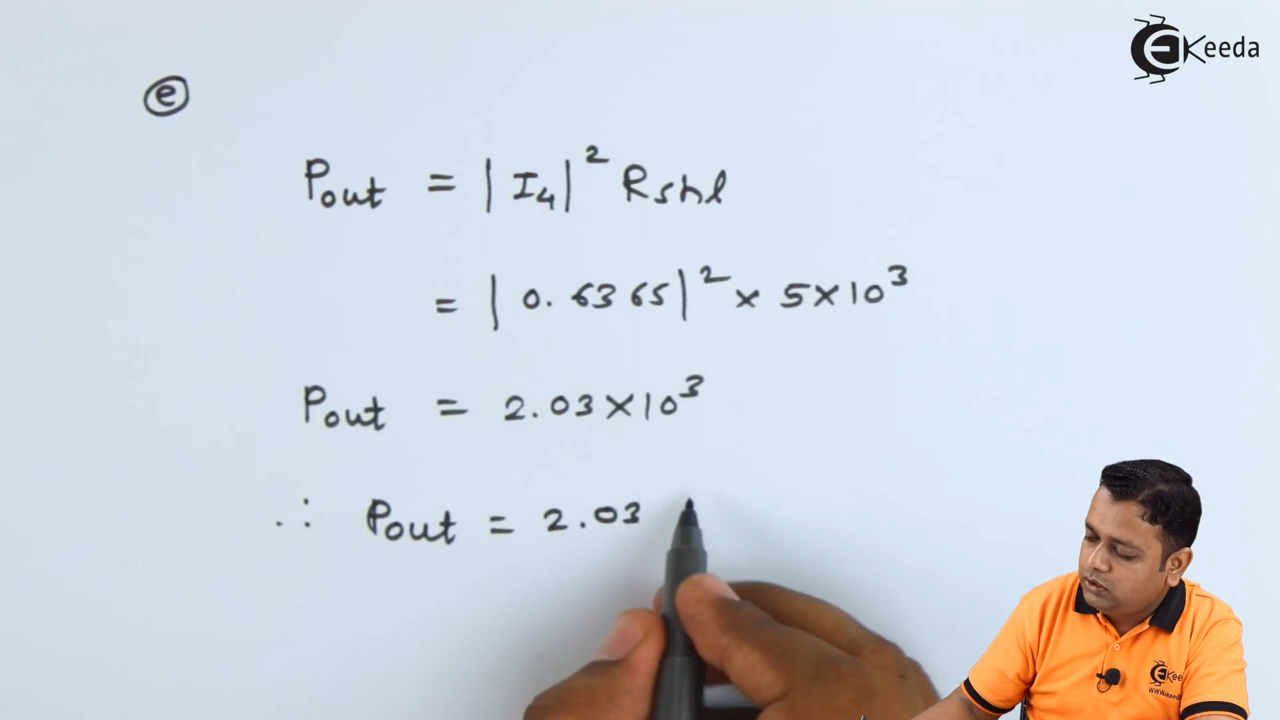 EKeeda
e
Pout = |I₄|² Rshl
= |0.6365|² × 5×10³
Pout = 2.03×10³
∴ Pout = 2.03